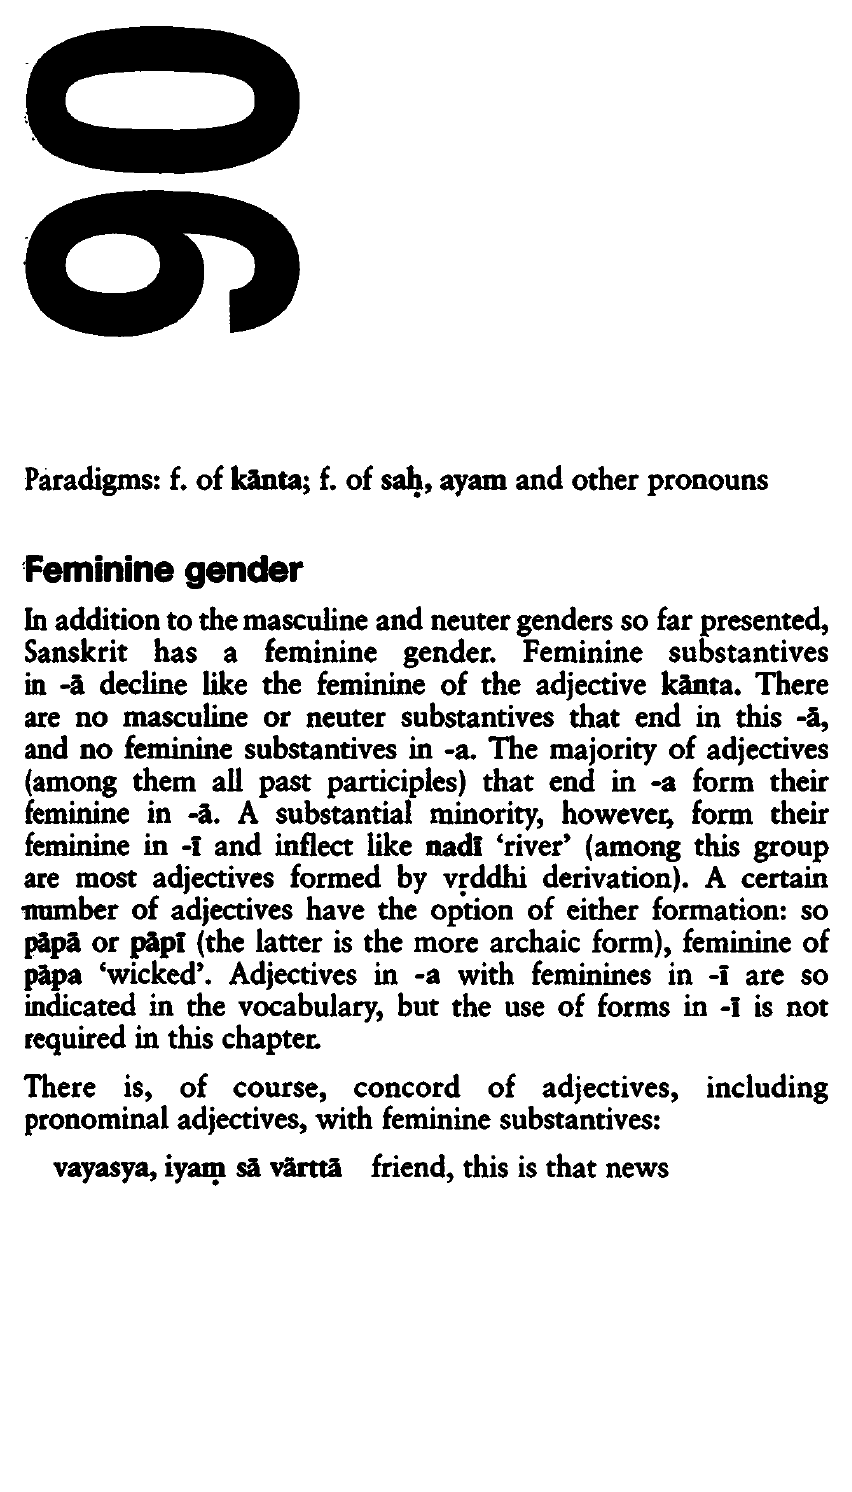 06
Paradigms: f. of kānta; f. of saḥ, ayam and other pronouns
Feminine gender
In addition to the masculine and neuter genders so far presented,
Sanskrit has a feminine gender. Feminine substantives
in -ā decline like the feminine of the adjective kānta. There
are no masculine or neuter substantives that end in this -ā,
and no feminine substantives in -a. The majority of adjectives
(among them all past participles) that end in -a form their
feminine in -ā. A substantial minority, however, form their
feminine in -ī and inflect like nadī ‘river’ (among this group
are most adjectives formed by vṛddhi derivation). A certain
number of adjectives have the option of either formation: so
pāpā or pāpī (the latter is the more archaic form), feminine of
pāpa ‘wicked’. Adjectives in -a with feminines in -ī are so
indicated in the vocabulary, but the use of forms in -ī is not
required in this chapter.
There is, of course, concord of adjectives, including
pronominal adjectives, with feminine substantives:
vayasya, iyaṃ sā vārttā friend, this is that news